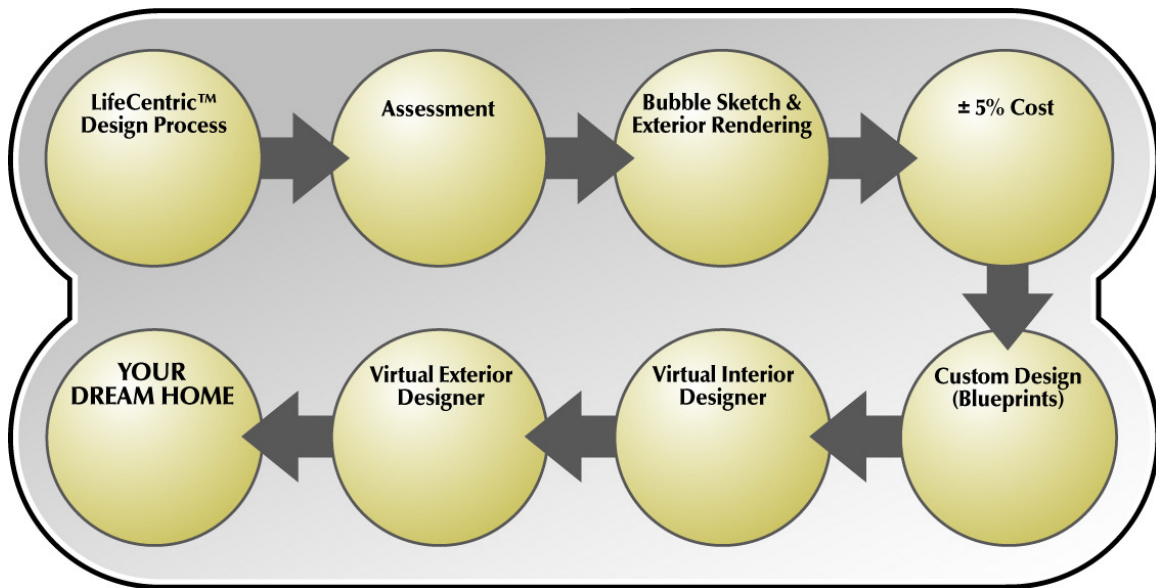 LifeCentric™
Design Process
Assessment
Bubble Sketch &
Exterior Rendering
± 5% Cost
Custom Design
(Blueprints)
Virtual Interior
Designer
Virtual Exterior
Designer
YOUR
DREAM HOME